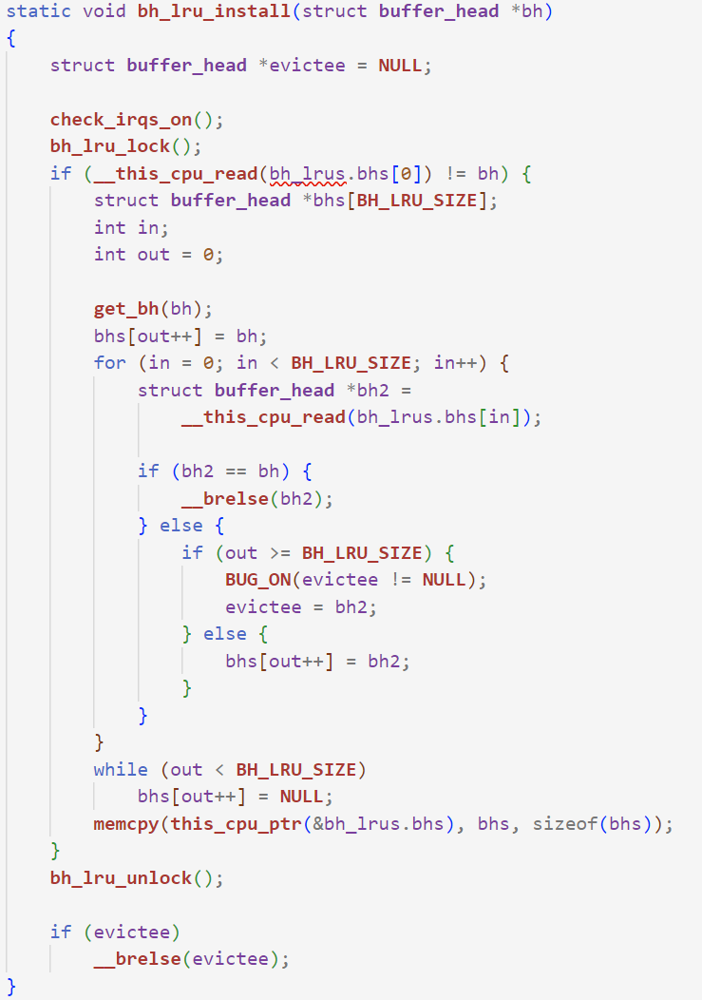 static void bh_lru_install(struct buffer_head *bh)
{
    struct buffer_head *evictee = NULL;

    check_irqs_on();
    bh_lru_lock();
    if (__this_cpu_read(bh_lrus.bhs[0]) != bh) {
        struct buffer_head *bhs[BH_LRU_SIZE];
        int in;
        int out = 0;

        get_bh(bh);
        bhs[out++] = bh;
        for (in = 0; in < BH_LRU_SIZE; in++) {
            struct buffer_head *bh2 =
                __this_cpu_read(bh_lrus.bhs[in]);

            if (bh2 == bh) {
                __brelse(bh2);
            } else {
                if (out >= BH_LRU_SIZE) {
                    BUG_ON(evictee != NULL);
                    evictee = bh2;
                } else {
                    bhs[out++] = bh2;
                }
            }
        }
        while (out < BH_LRU_SIZE)
            bhs[out++] = NULL;
        memcpy(this_cpu_ptr(&bh_lrus.bhs), bhs, sizeof(bhs));
    }
    bh_lru_unlock();

    if (evictee)
        __brelse(evictee);
}